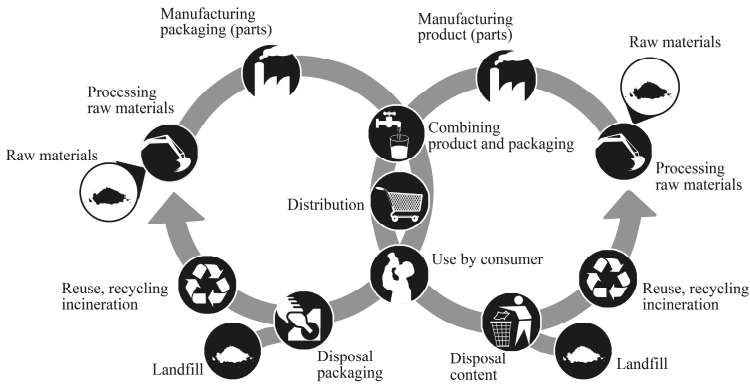 Manufacturing
packaging (parts)
Manufacturing
product (parts)
Raw materials
Processing
raw materials
Raw materials
Combining
product and packaging
Processing
raw materials
Distribution
Use by consumer
Reuse, recycling
incineration
Reuse, recycling
incineration
Landfill
Disposal
packaging
Disposal
content
Landfill